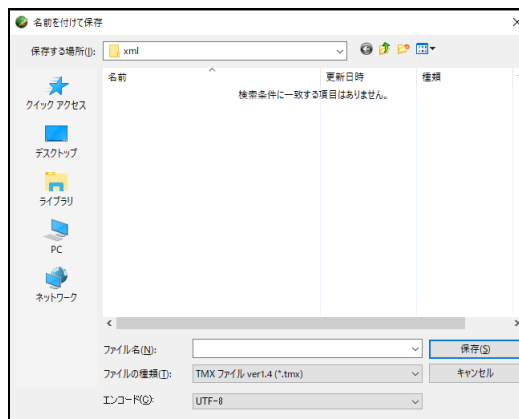 名前を付けて保存
保存する場所(I): xml
名前 更新日時 種類
検索条件に一致する項目はありません。
クイック アクセス
デスクトップ
ライブラリ
PC
ネットワーク
ファイル名(N): 保存(S)
ファイルの種類(T): TMX ファイル ver1.4 (*.tmx) キャンセル
エンコード(C): UTF-8